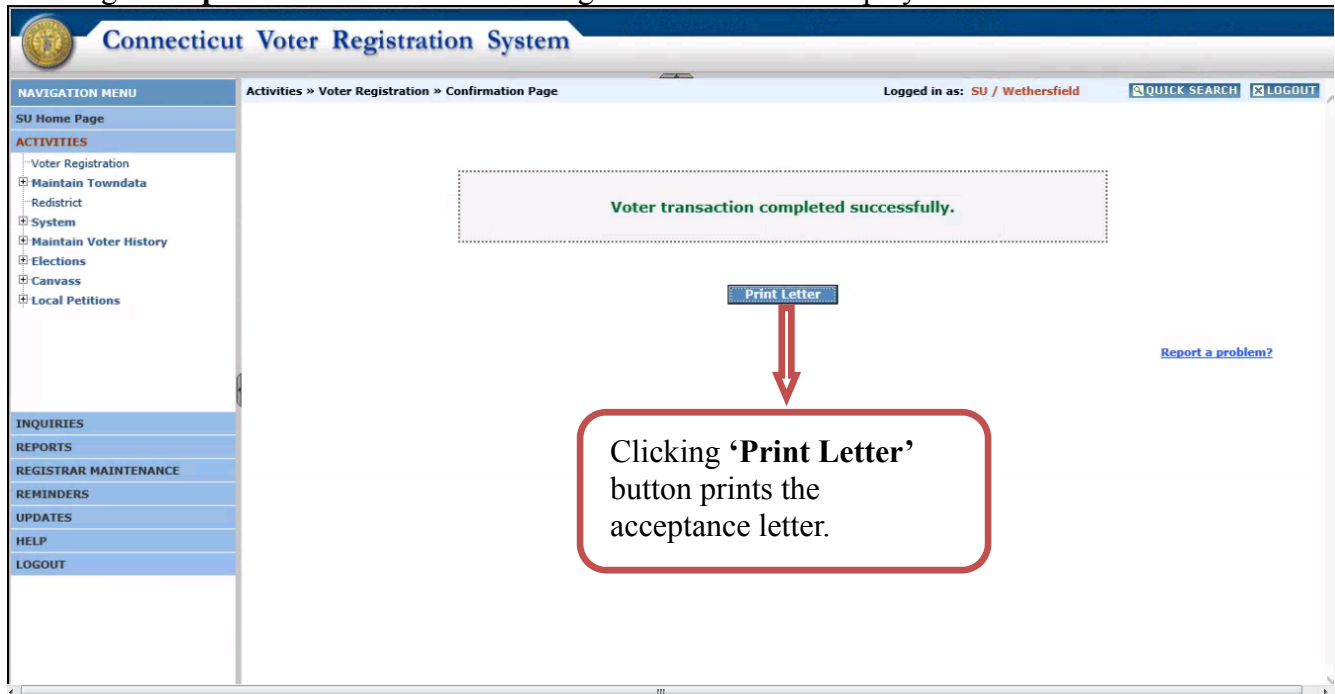 Connecticut Voter Registration System
NAVIGATION MENU
Activities » Voter Registration » Confirmation Page
Logged in as: SU / Wethersfield
QUICK SEARCH
LOGOUT
SU Home Page
ACTIVITIES
Voter Registration
Maintain Towndata
Redistrict
System
Maintain Voter History
Elections
Canvass
Local Petitions
Voter transaction completed successfully.
Print Letter
Report a problem?
INQUIRIES
REPORTS
REGISTRAR MAINTENANCE
REMINDERS
UPDATES
HELP
LOGOUT
Clicking ‘Print Letter’
button prints the
acceptance letter.